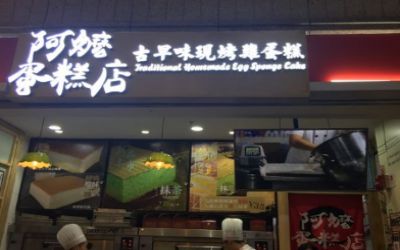 阿嬤
蛋糕店
古早味現烤雞蛋糕
Traditional Homemade Egg Sponge Cake
抹茶
阿嬤
蛋糕店